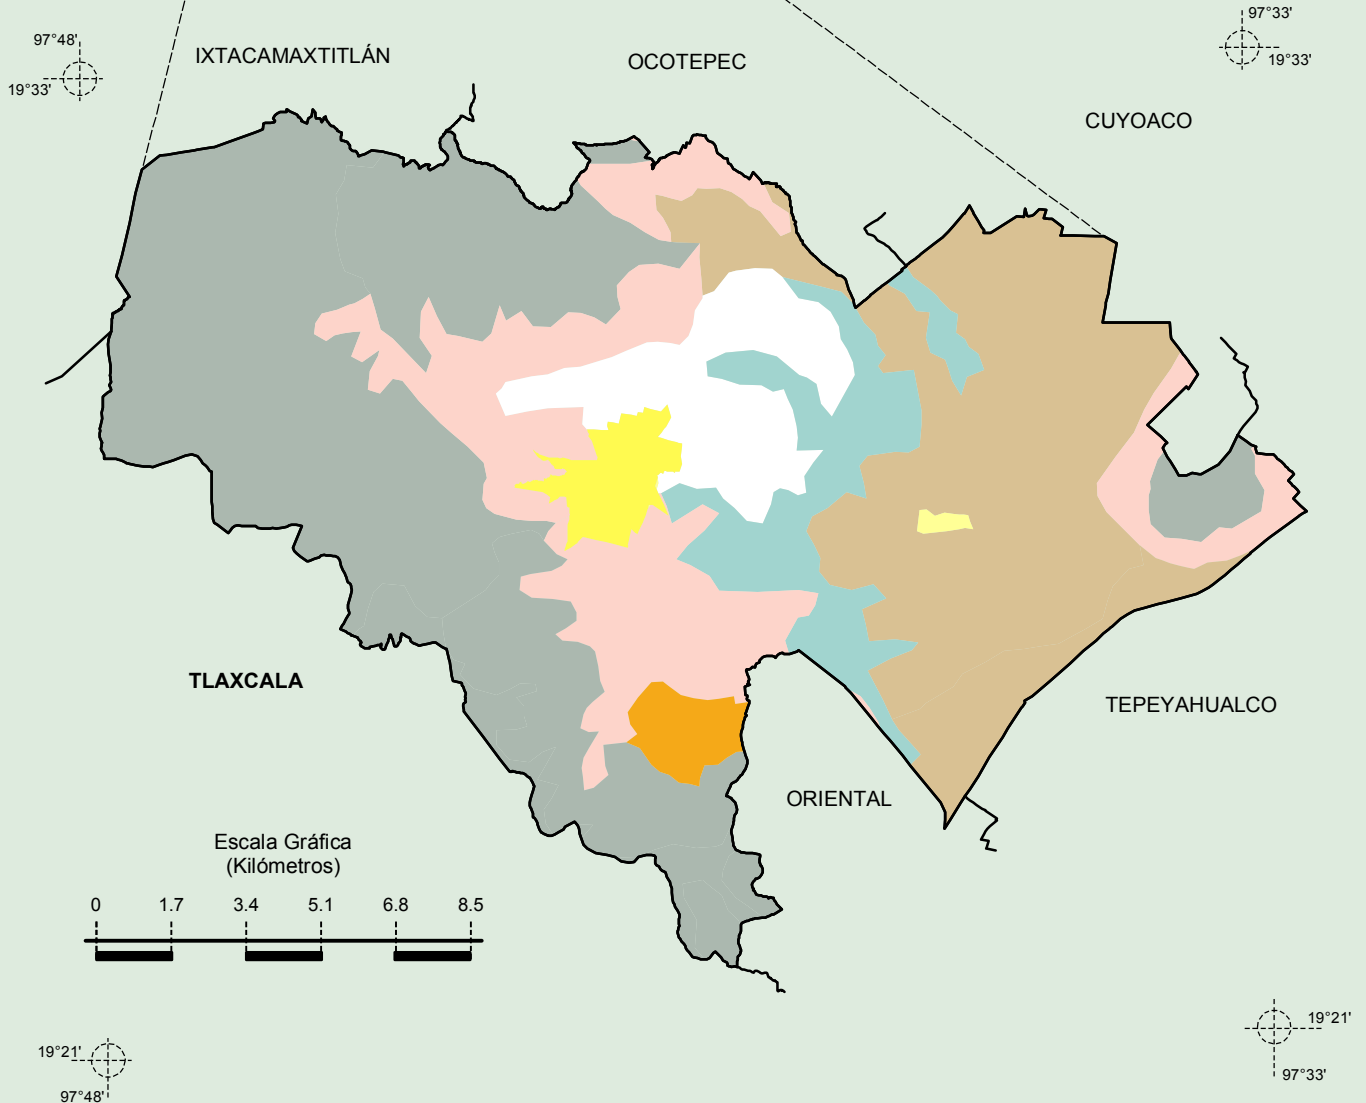 97°33'
97°48'
IXTACAMAXTITLÁN
OCOTEPEC
19°33'
19°33'
CUYOACO
TLAXCALA
TEPEYAHUALCO
ORIENTAL
Escala Gráfica
(Kilómetros)
0 1.7 3.4 5.1 6.8 8.5
19°21'
19°21'
97°33'
97°48'